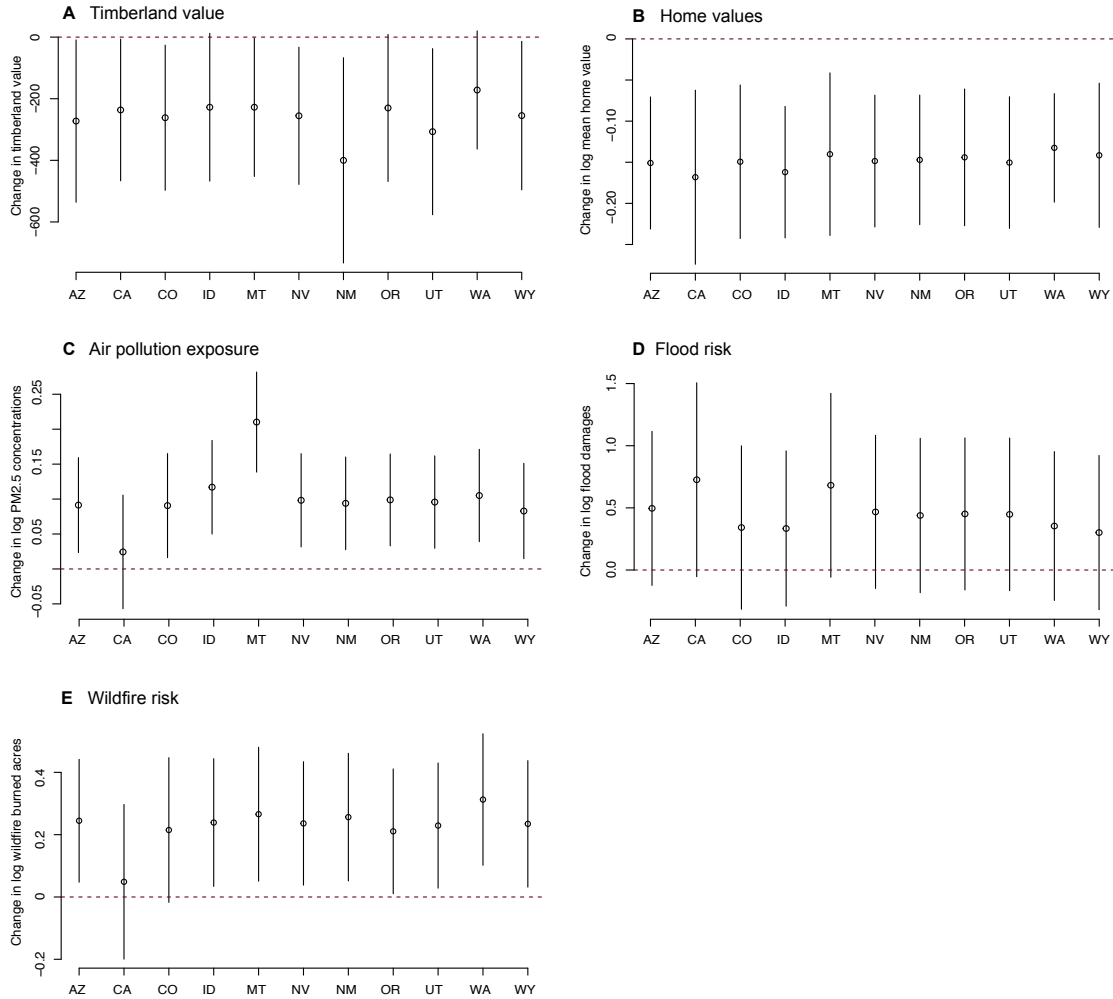 A Timberland value
Change in timberland value
0
−200
−400
−600
AZ CA CO ID MT NV NM OR UT WA WY
B Home values
Change in log mean home value
0
−0.10
−0.20
AZ CA CO ID MT NV NM OR UT WA WY
C Air pollution exposure
Change in log PM2.5 concentrations
0.25
0.15
0.05
−0.05
AZ CA CO ID MT NV NM OR UT WA WY
D Flood risk
Change in log flood damages
1.5
1.0
0.5
0.0
AZ CA CO ID MT NV NM OR UT WA WY
E Wildfire risk
Change in log wildfire burned acres
0.4
0.2
0
−0.2
AZ CA CO ID MT NV NM OR UT WA WY